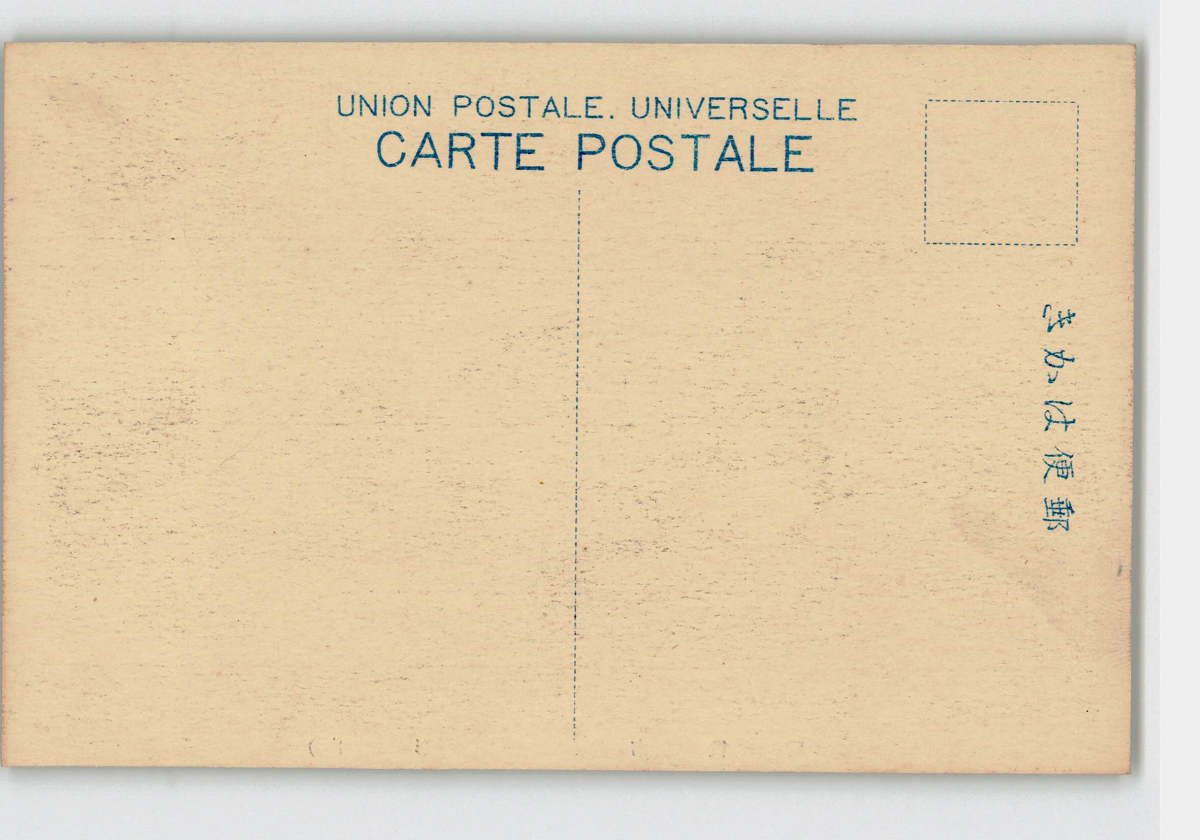 UNION POSTALE. UNIVERSELLE
CARTE POSTALE
郵便はかき